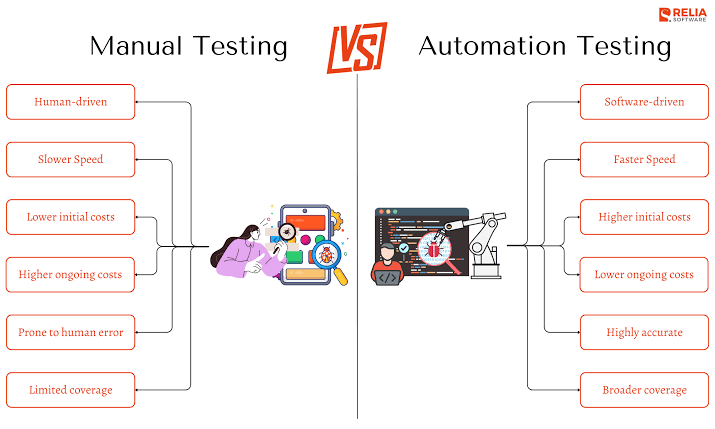 RELIA
SOFTWARE
Manual Testing
VS
Automation Testing
Human-driven
Slower Speed
Lower initial costs
Higher ongoing costs
Prone to human error
Limited coverage
Software-driven
Faster Speed
Higher initial costs
Lower ongoing costs
Highly accurate
Broader coverage